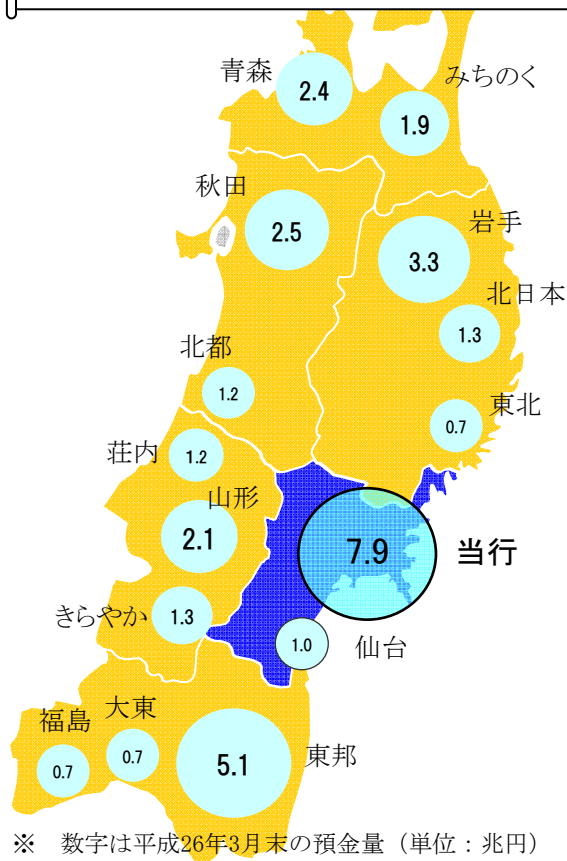 青森
2.4
みちのく
1.9
秋田
2.5
岩手
3.3
北日本
1.3
北都
1.2
東北
0.7
荘内
1.2
山形
2.1
7.9
当行
きらやか
1.3
1.0
仙台
福島
0.7
大東
0.7
5.1
東邦
※ 数字は平成26年3月末の預金量（単位：兆円）